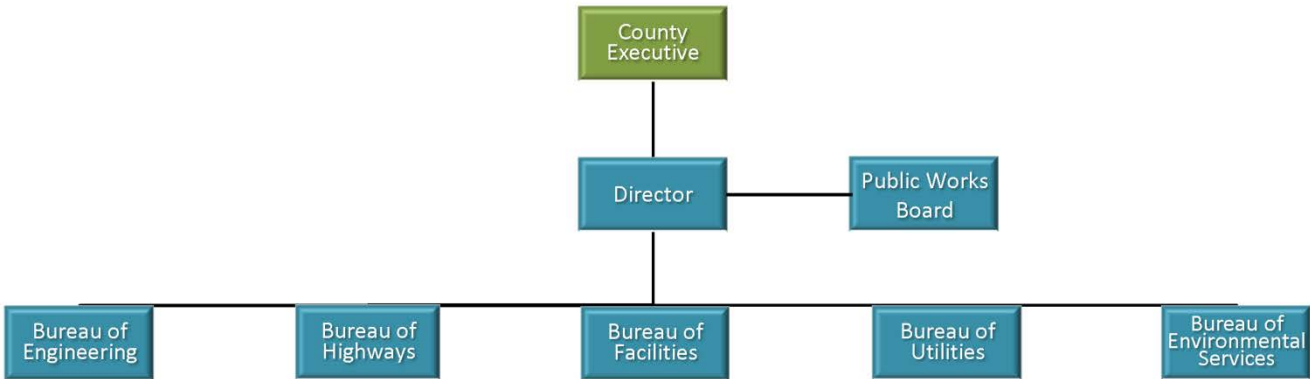 County
Executive
Director
Public Works
Board
Bureau of
Engineering
Bureau of
Highways
Bureau of
Facilities
Bureau of
Utilities
Bureau of
Environmental
Services